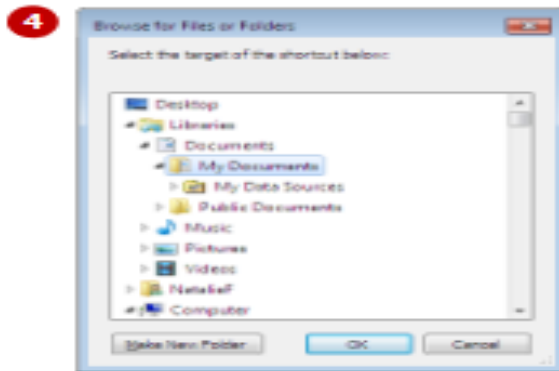 4
Browse for Files or Folders
Select the target of the shortcut below:
Desktop
Libraries
Documents
My Documents
My Data Sources
Public Documents
Music
Pictures
Videos
NatalieF
Computer
Make New Folder
OK
Cancel